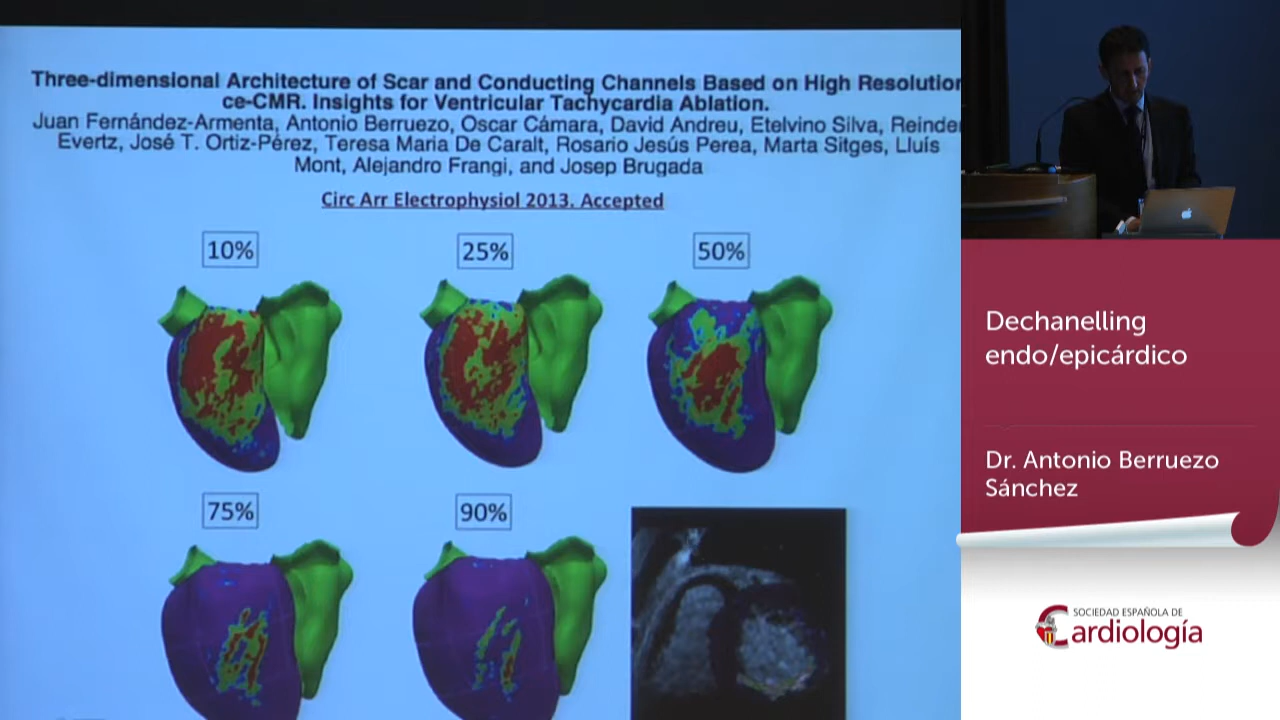 Three-dimensional Architecture of Scar and Conducting Channels Based on High Resolution
ce-CMR. Insights for Ventricular Tachycardia Ablation.
Juan Fernández-Armenta, Antonio Berruezo, Oscar Cámara, David Andreu, Etelvino Silva, Reinder
Evertz, José T. Ortiz-Pérez, Teresa Maria De Caralt, Rosario Jesús Perea, Marta Sitges, Lluís
Mont, Alejandro Frangi, and Josep Brugada
Circ Arr Electrophysiol 2013. Accepted
10%
25%
50%
75%
90%
Dechanelling
endo/epicárdico
Dr. Antonio Berruezo
Sánchez
SOCIEDAD ESPAÑOLA DE
Cardiología